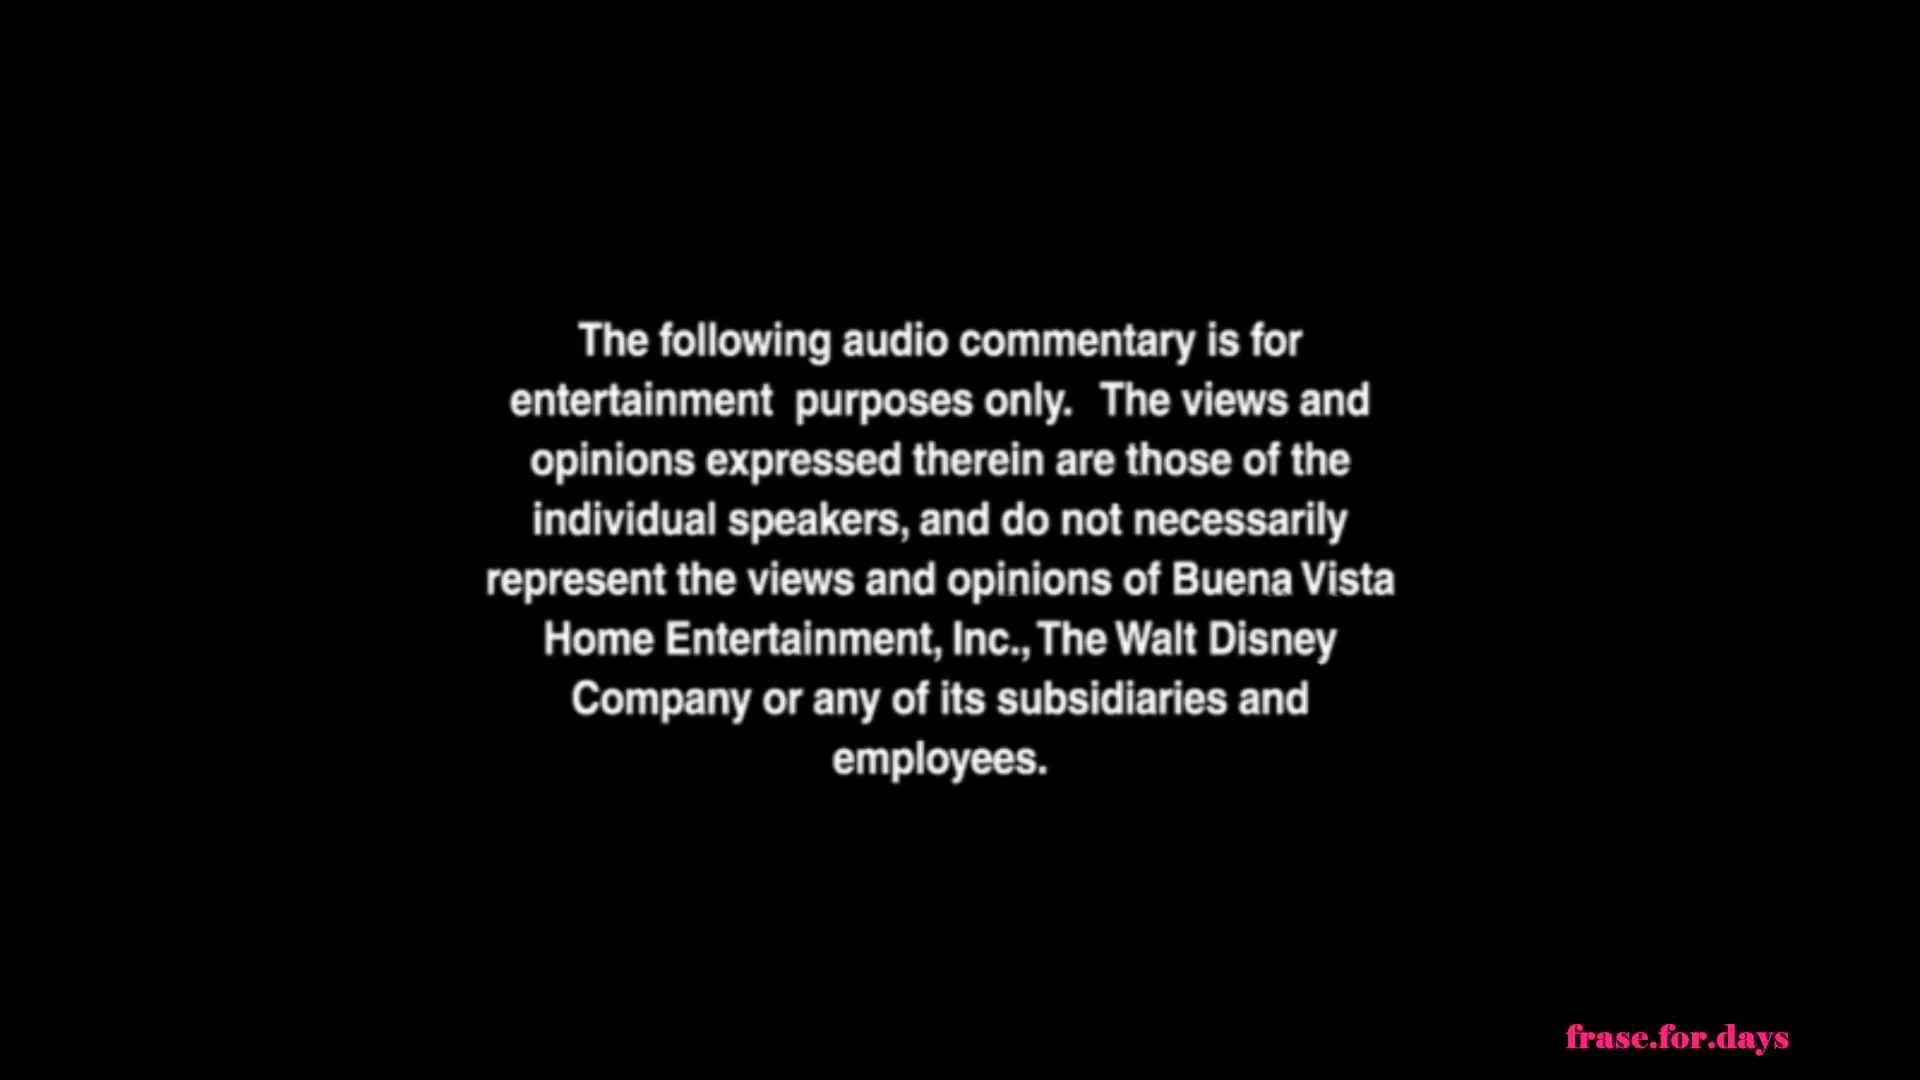 The following audio commentary is for
entertainment  purposes only.   The views and
opinions expressed therein are those of the
individual speakers, and do not necessarily
represent the views and opinions of Buena Vista
Home Entertainment, Inc., The Walt Disney
Company or any of its subsidiaries and
employees.
frase.for.days